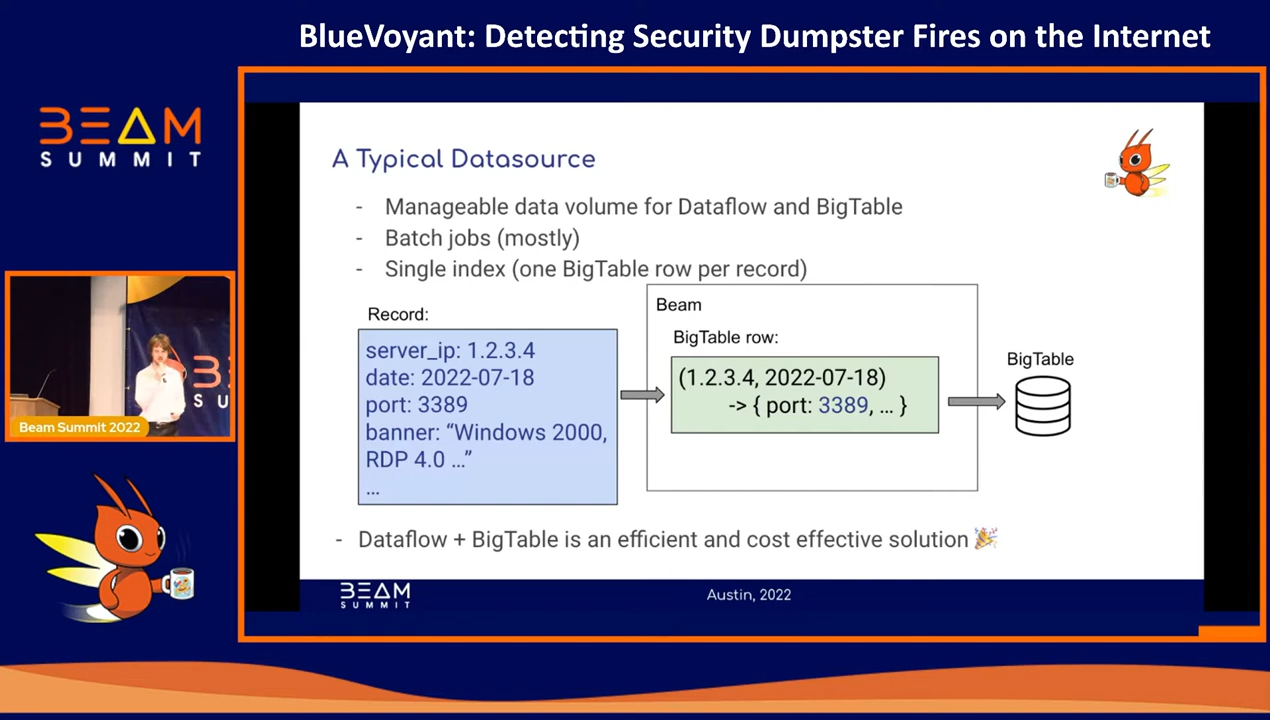 BlueVoyant: Detecting Security Dumpster Fires on the Internet
BEAM
SUMMIT
A Typical Datasource
- Manageable data volume for Dataflow and BigTable
- Batch jobs (mostly)
- Single index (one BigTable row per record)
Record:
server_ip: 1.2.3.4
date: 2022-07-18
port: 3389
banner: “Windows 2000,
RDP 4.0 ...”
...
Beam
BigTable row:
(1.2.3.4, 2022-07-18)
-> { port: 3389, ... }
BigTable
- Dataflow + BigTable is an efficient and cost effective solution 🎉
BEAM
SUMMIT
Austin, 2022
Beam Summit 2022